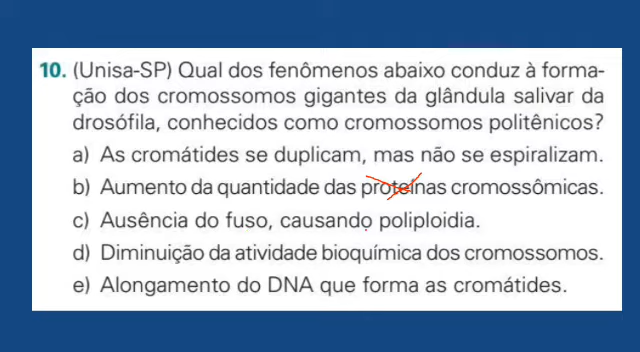 10. (Unisa-SP) Qual dos fenômenos abaixo conduz à forma-
ção dos cromossomos gigantes da glândula salivar da
drosófila, conhecidos como cromossomos politênicos?
a) As cromátides se duplicam, mas não se espiralizam.
b) Aumento da quantidade das proteínas cromossômicas.
c) Ausência do fuso, causando poliploidia.
d) Diminuição da atividade bioquímica dos cromossomos.
e) Alongamento do DNA que forma as cromátides.